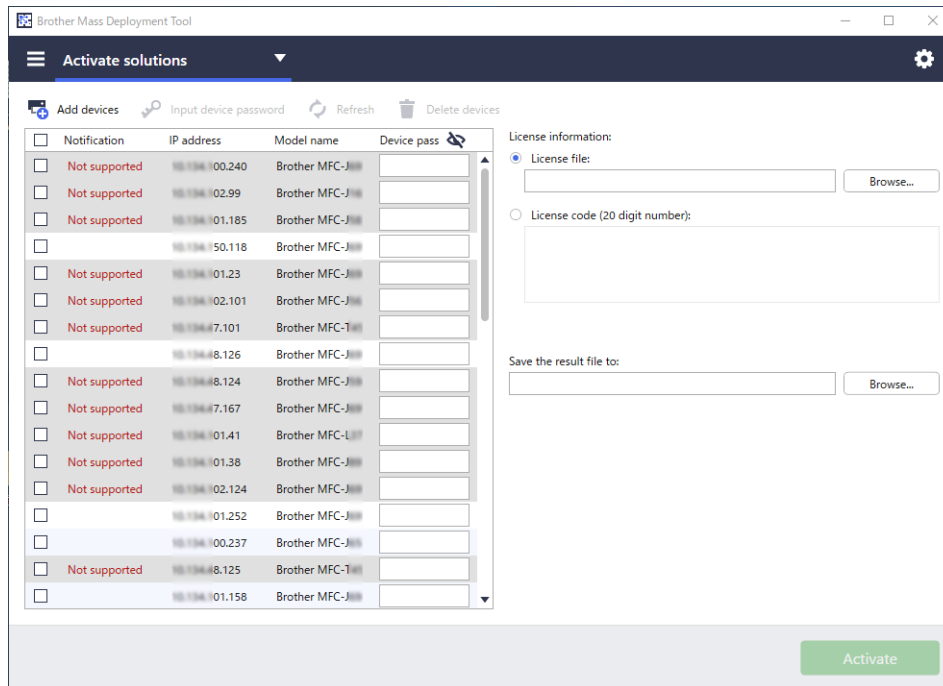 Brother Mass Deployment Tool
Activate solutions
Add devices Input device password Refresh Delete devices
Notification IP address Model name Device pass
Not supported 00.240 Brother MFC-J
Not supported 02.99 Brother MFC-J
Not supported 01.185 Brother MFC-J
50.118 Brother MFC-J
Not supported 01.23 Brother MFC-J
Not supported 02.101 Brother MFC-J
Not supported 7.101 Brother MFC-T
8.126 Brother MFC-J
Not supported 8.124 Brother MFC-J
Not supported 7.167 Brother MFC-J
Not supported 01.41 Brother MFC-L
Not supported 01.38 Brother MFC-J
Not supported 02.124 Brother MFC-J
01.252 Brother MFC-J
00.237 Brother MFC-J
Not supported 8.125 Brother MFC-T
01.158 Brother MFC-J
License information:
License file:
Browse...
License code (20 digit number):
Save the result file to:
Browse...
Activate